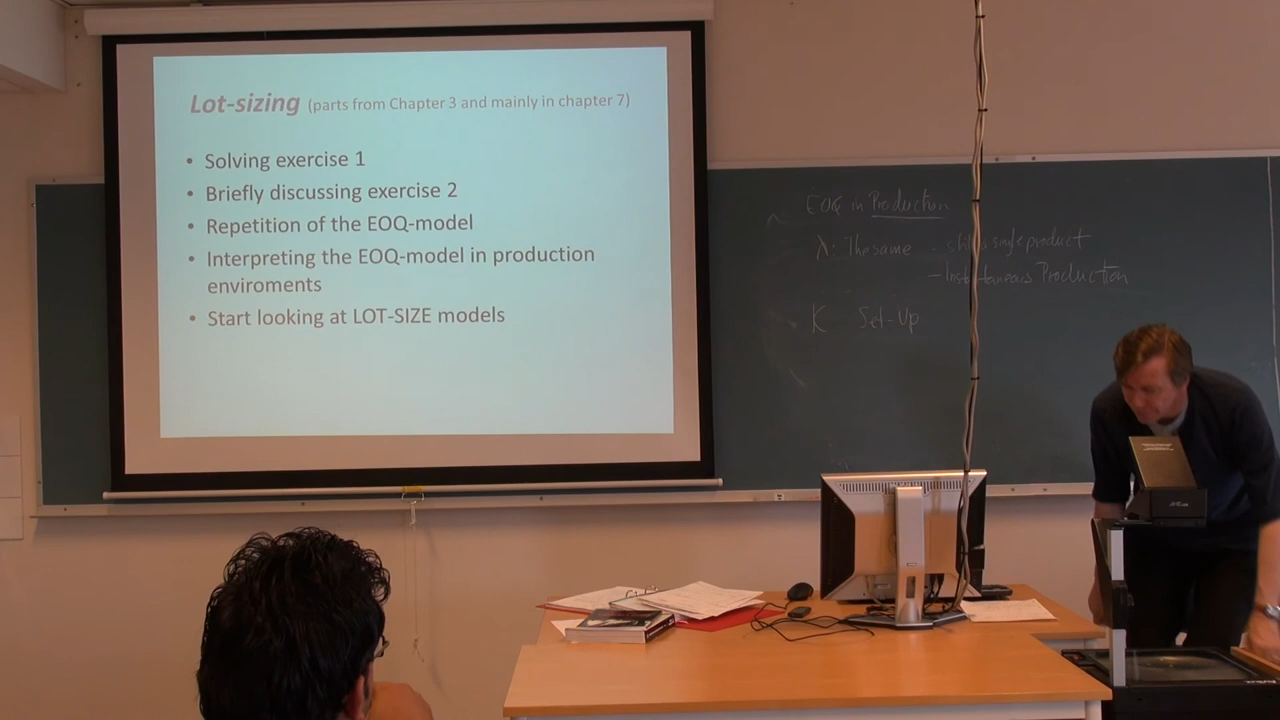 Lot-sizing (parts from Chapter 3 and mainly in chapter 7)
• Solving exercise 1
• Briefly discussing exercise 2
• Repetition of the EOQ-model
• Interpreting the EOQ-model in production
enviroments
• Start looking at LOT-SIZE models
EOQ in Production
λ: The same - still single product
- Instantaneous Production
K Set-Up